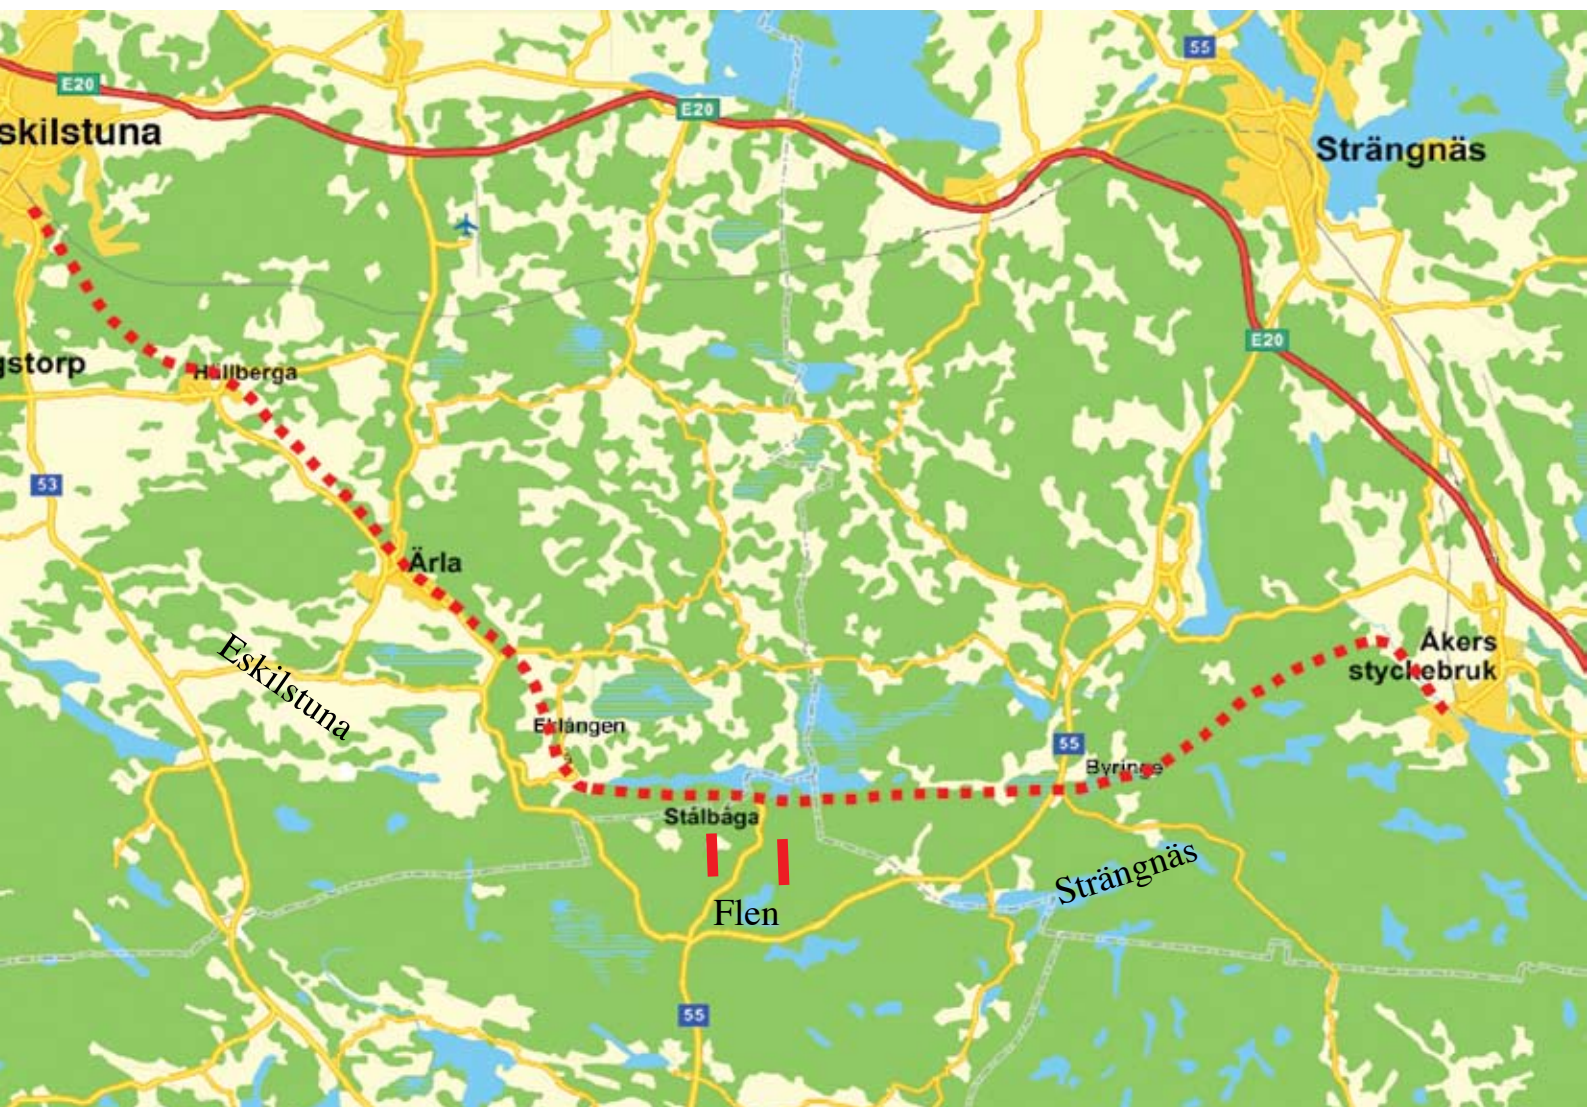 55
E20
E20
skilstuna
Strängnäs
E20
gstorp
Hällberga
53
Ärla
Åkers
styckebruk
Eskilstuna
Eklången
55
Byringe
Stålbåga
Strängnäs
Flen
55